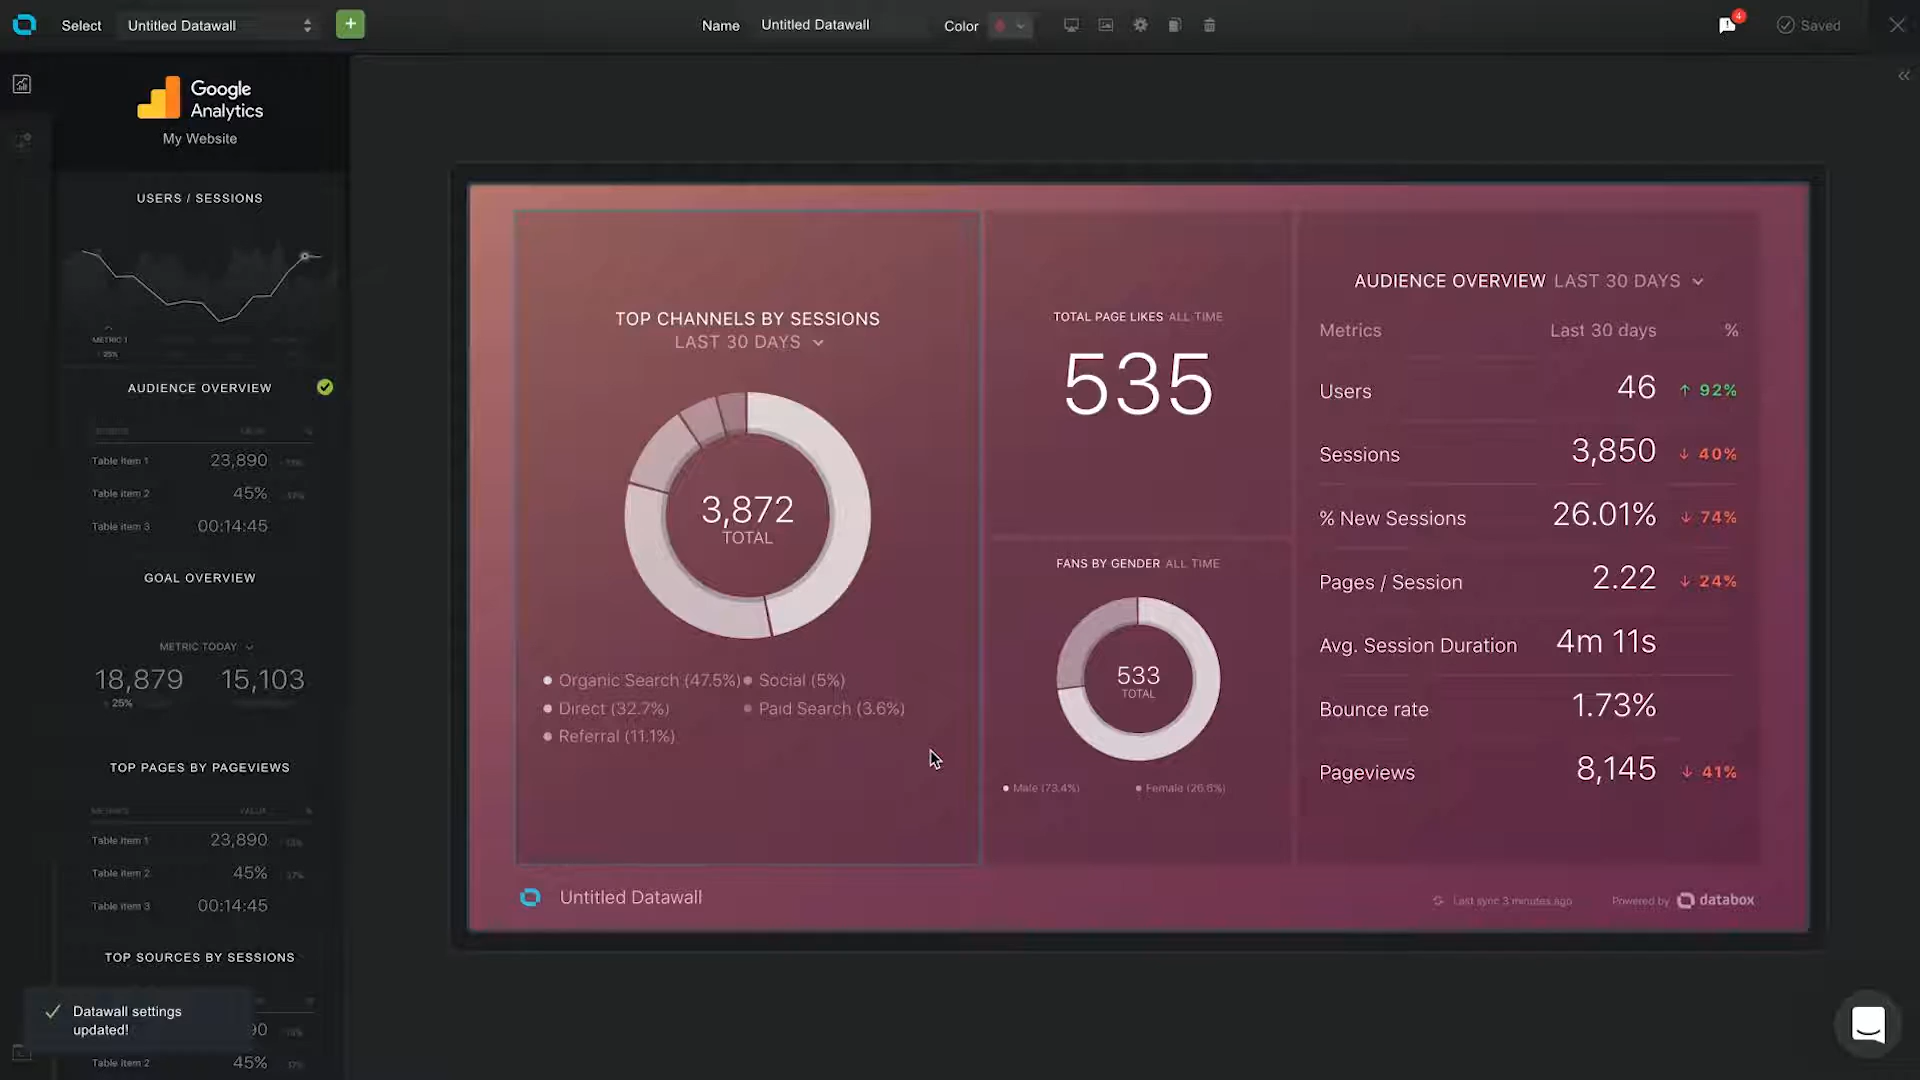 Select
Untitled Datawall
+
Name
Untitled Datawall
Color
4
Saved
Google
Analytics
My Website
USERS / SESSIONS
METRIC 1
25%
AUDIENCE OVERVIEW
VALUE
%
Table item 1 23,890
Table item 2 45%
Table item 3 00:14:45
GOAL OVERVIEW
METRIC TODAY
18,879 15,103
25%
TOP PAGES BY PAGEVIEWS
METRICS VALUE %
Table item 1 23,890
Table item 2 45%
Table item 3 00:14:45
TOP SOURCES BY SESSIONS
Datawall settings
updated!
Table item 2 45%
TOP CHANNELS BY SESSIONS
LAST 30 DAYS
3,872
TOTAL
Organic Search (47.5%) Social (5%)
Direct (32.7%) Paid Search (3.6%)
Referral (11.1%)
TOTAL PAGE LIKES ALL TIME
535
FANS BY GENDER ALL TIME
533
TOTAL
Male (73.4%) Female (26.6%)
AUDIENCE OVERVIEW LAST 30 DAYS
Metrics Last 30 days %
Users 46 ↑ 92%
Sessions 3,850 ↓ 40%
% New Sessions 26.01% ↓ 74%
Pages / Session 2.22 ↓ 24%
Avg. Session Duration 4m 11s
Bounce rate 1.73%
Pageviews 8,145 ↓ 41%
Untitled Datawall
Last sync 3 minutes ago
Powered by databox